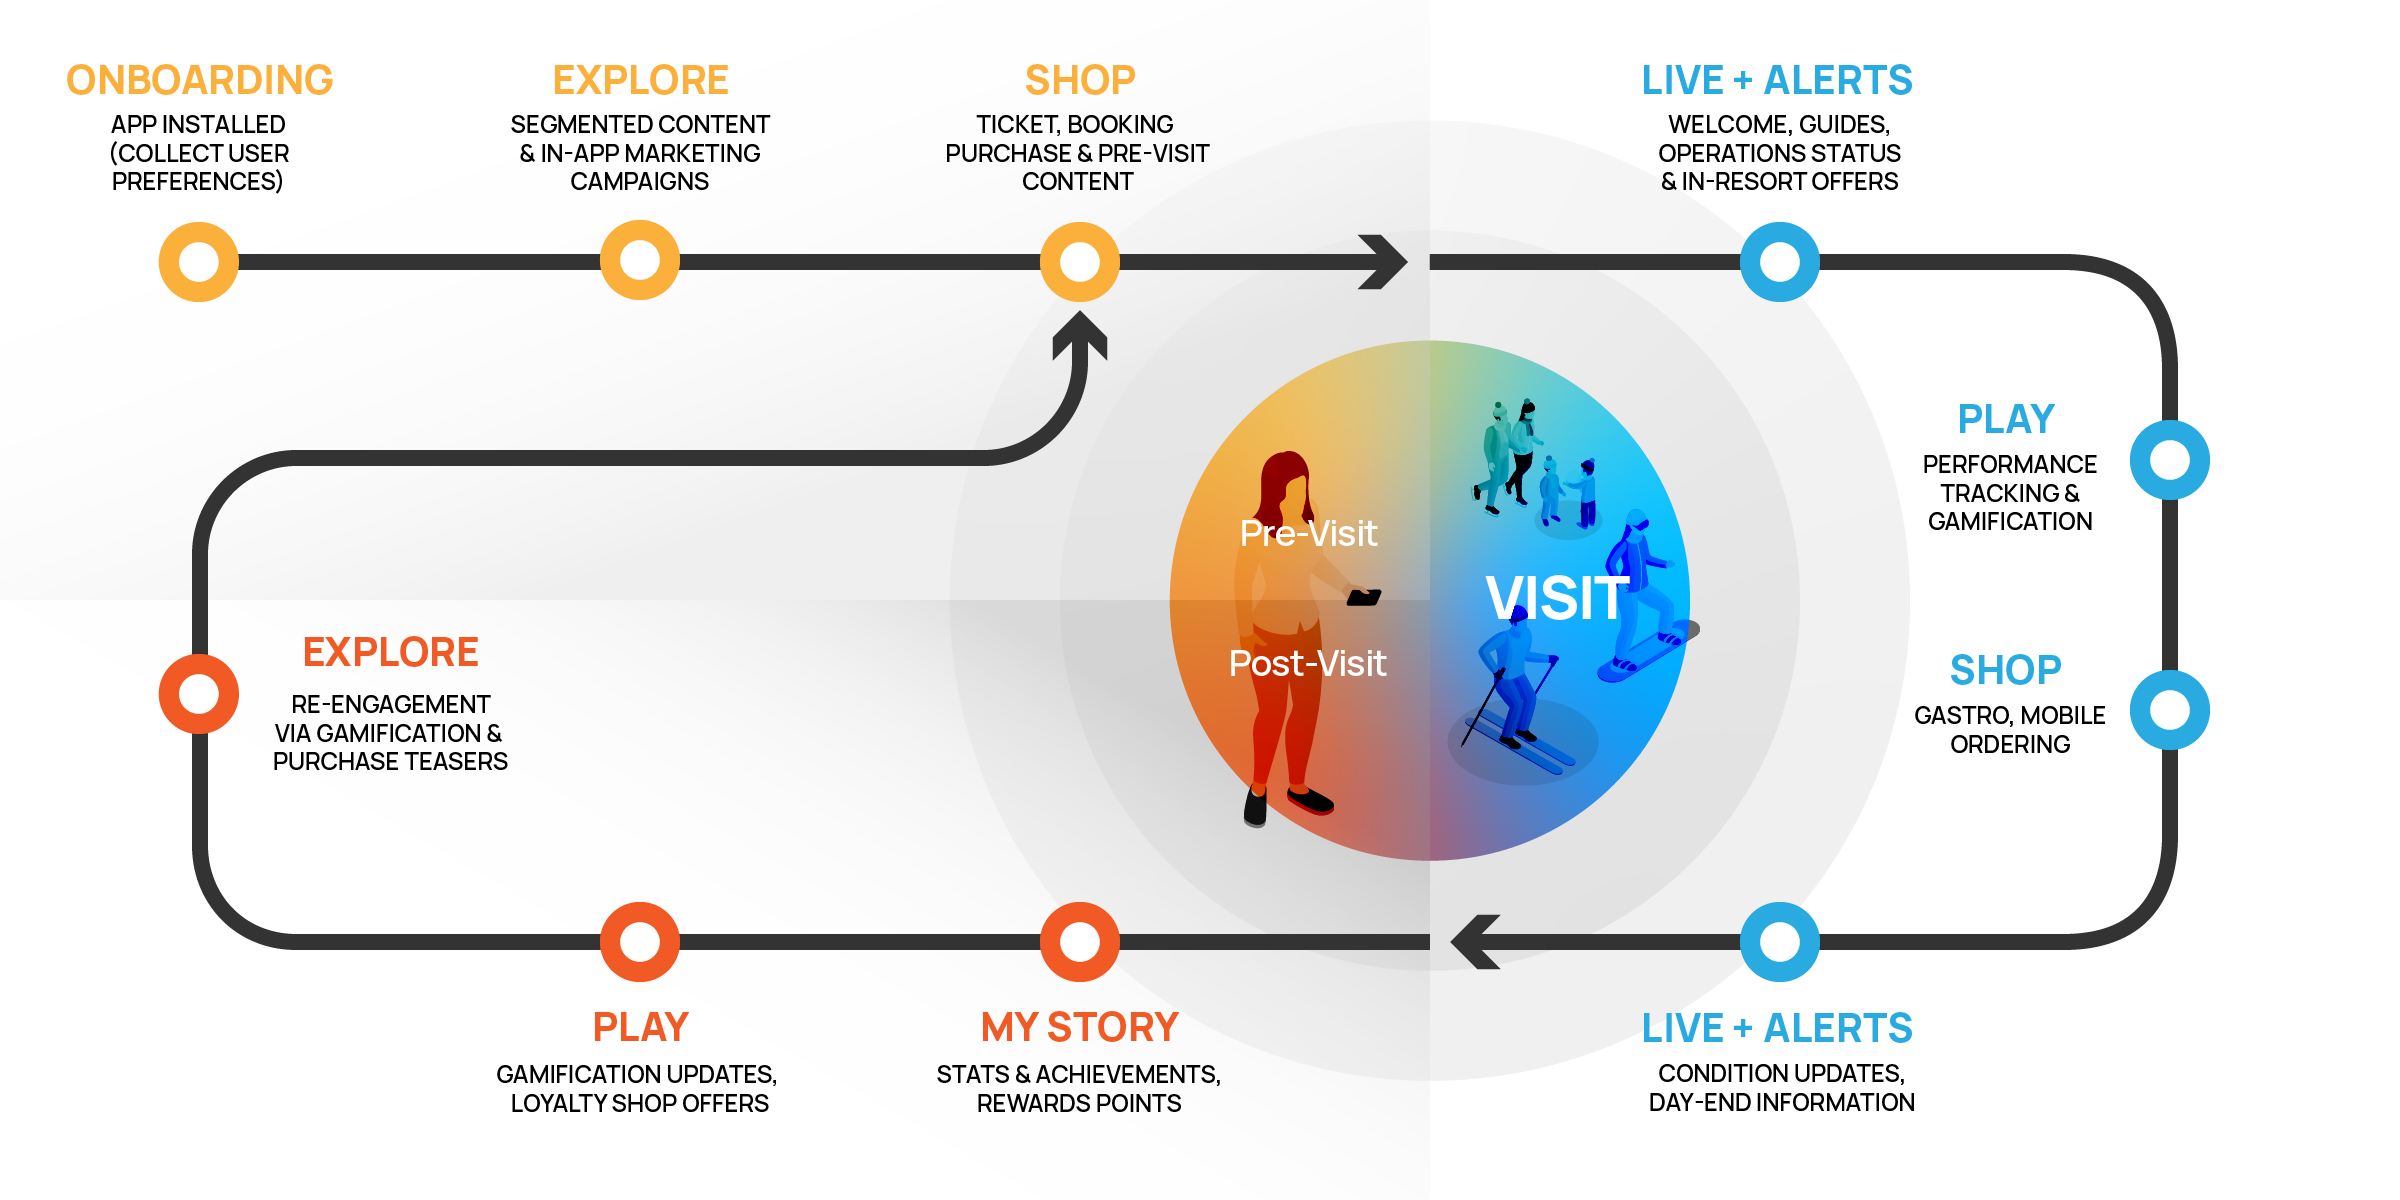 ONBOARDING
APP INSTALLED
(COLLECT USER
PREFERENCES)
EXPLORE
SEGMENTED CONTENT
& IN-APP MARKETING
CAMPAIGNS
SHOP
TICKET, BOOKING
PURCHASE & PRE-VISIT
CONTENT
LIVE + ALERTS
WELCOME, GUIDES,
OPERATIONS STATUS
& IN-RESORT OFFERS
PLAY
PERFORMANCE
TRACKING &
GAMIFICATION
Pre-Visit
VISIT
Post-Visit
SHOP
GASTRO, MOBILE
ORDERING
EXPLORE
RE-ENGAGEMENT
VIA GAMIFICATION &
PURCHASE TEASERS
PLAY
GAMIFICATION UPDATES,
LOYALTY SHOP OFFERS
MY STORY
STATS & ACHIEVEMENTS,
REWARDS POINTS
LIVE + ALERTS
CONDITION UPDATES,
DAY-END INFORMATION